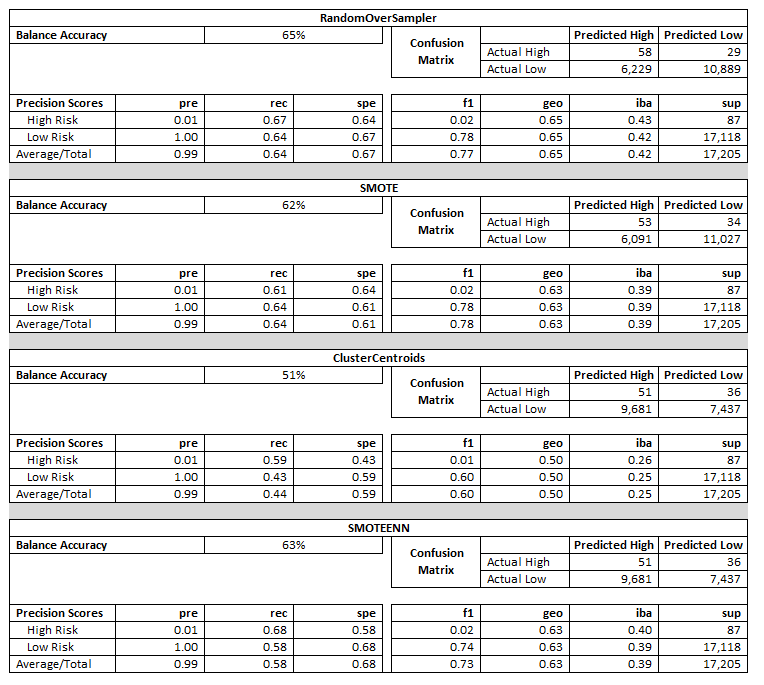 RandomOverSampler
Balance Accuracy 65% Confusion Matrix Predicted High Predicted Low
Actual High 58 29
Actual Low 6,229 10,889
Precision Scores pre rec spe f1 geo iba sup
High Risk 0.01 0.67 0.64 0.02 0.65 0.43 87
Low Risk 1.00 0.64 0.67 0.78 0.65 0.42 17,118
Average/Total 0.99 0.64 0.67 0.77 0.65 0.42 17,205
SMOTE
Balance Accuracy 62% Confusion Matrix Predicted High Predicted Low
Actual High 53 34
Actual Low 6,091 11,027
Precision Scores pre rec spe f1 geo iba sup
High Risk 0.01 0.61 0.64 0.02 0.63 0.39 87
Low Risk 1.00 0.64 0.61 0.78 0.63 0.39 17,118
Average/Total 0.99 0.64 0.61 0.78 0.63 0.39 17,205
ClusterCentroids
Balance Accuracy 51% Confusion Matrix Predicted High Predicted Low
Actual High 51 36
Actual Low 9,681 7,437
Precision Scores pre rec spe f1 geo iba sup
High Risk 0.01 0.59 0.43 0.01 0.50 0.26 87
Low Risk 1.00 0.43 0.59 0.60 0.50 0.25 17,118
Average/Total 0.99 0.44 0.59 0.60 0.50 0.25 17,205
SMOTEENN
Balance Accuracy 63% Confusion Matrix Predicted High Predicted Low
Actual High 51 36
Actual Low 9,681 7,437
Precision Scores pre rec spe f1 geo iba sup
High Risk 0.01 0.68 0.58 0.02 0.63 0.40 87
Low Risk 1.00 0.58 0.68 0.74 0.63 0.39 17,118
Average/Total 0.99 0.58 0.68 0.73 0.63 0.39 17,205